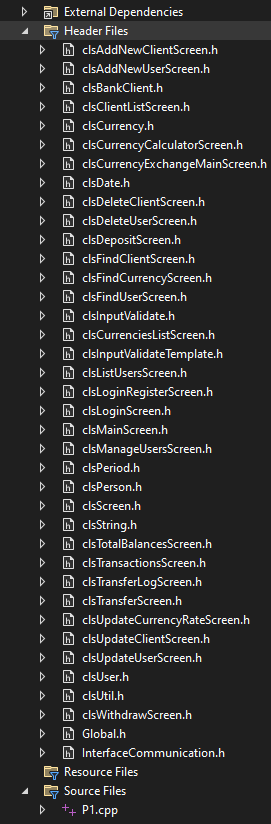 External Dependencies
Header Files
clsAddNewClientScreen.h
clsAddNewUserScreen.h
clsBankClient.h
clsClientListScreen.h
clsCurrency.h
clsCurrencyCalculatorScreen.h
clsCurrencyExchangeMainScreen.h
clsDate.h
clsDeleteClientScreen.h
clsDeleteUserScreen.h
clsDepositScreen.h
clsFindClientScreen.h
clsFindCurrencyScreen.h
clsFindUserScreen.h
clsInputValidate.h
clsCurrenciesListScreen.h
clsInputValidateTemplate.h
clsListUsersScreen.h
clsLoginRegisterScreen.h
clsLoginScreen.h
clsMainScreen.h
clsManageUsersScreen.h
clsPeriod.h
clsPerson.h
clsScreen.h
clsString.h
clsTotalBalancesScreen.h
clsTransactionsScreen.h
clsTransferLogScreen.h
clsTransferScreen.h
clsUpdateCurrencyRateScreen.h
clsUpdateClientScreen.h
clsUpdateUserScreen.h
clsUser.h
clsUtil.h
clsWithdrawScreen.h
Global.h
InterfaceCommunication.h
Resource Files
Source Files
P1.cpp